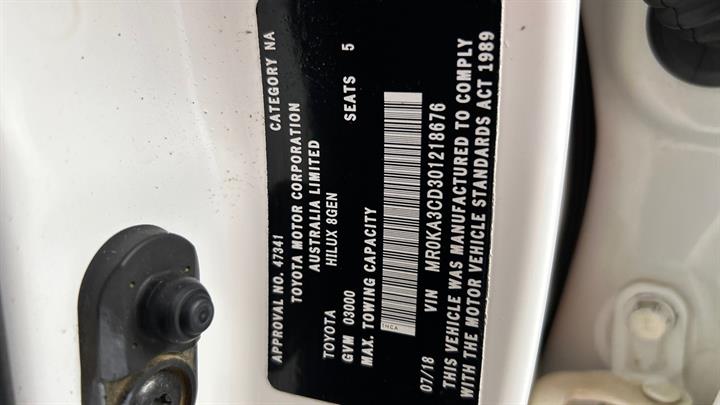 APPROVAL NO. 47341 CATEGORY NA
TOYOTA MOTOR CORPORATION
AUSTRALIA LIMITED
TOYOTA HILUX 8GEN
GVM 03000 SEATS 5
MAX. TOWING CAPACITY
THCA
07/18 VIN MR0KA3CD301218676
THIS VEHICLE WAS MANUFACTURED TO COMPLY
WITH THE MOTOR VEHICLE STANDARDS ACT 1989